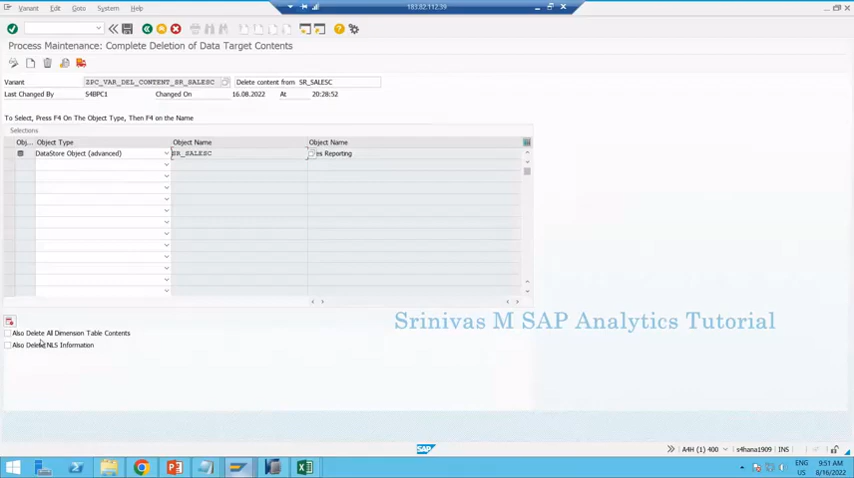 183.82.112.39
Variant Edit Goto System Help
Process Maintenance: Complete Deletion of Data Target Contents
Variant ZPC_VAR_DEL_CONTENT_SR_SALESC Delete content from SR_SALESC
Last Changed By S4BPC1 Changed On 16.08.2022 At 20:28:52
To Select, Press F4 On The Object Type, Then F4 on the Name
Selections
Obj... Object Type Object Name Object Name
DataStore Object (advanced) SR_SALESC es Reporting
Srinivas M SAP Analytics Tutorial
Also Delete All Dimension Table Contents
Also Delete NLS Information
SAP A4H (1) 400 s4hana1909 INS
ENG 9:51 AM
US 8/16/2022